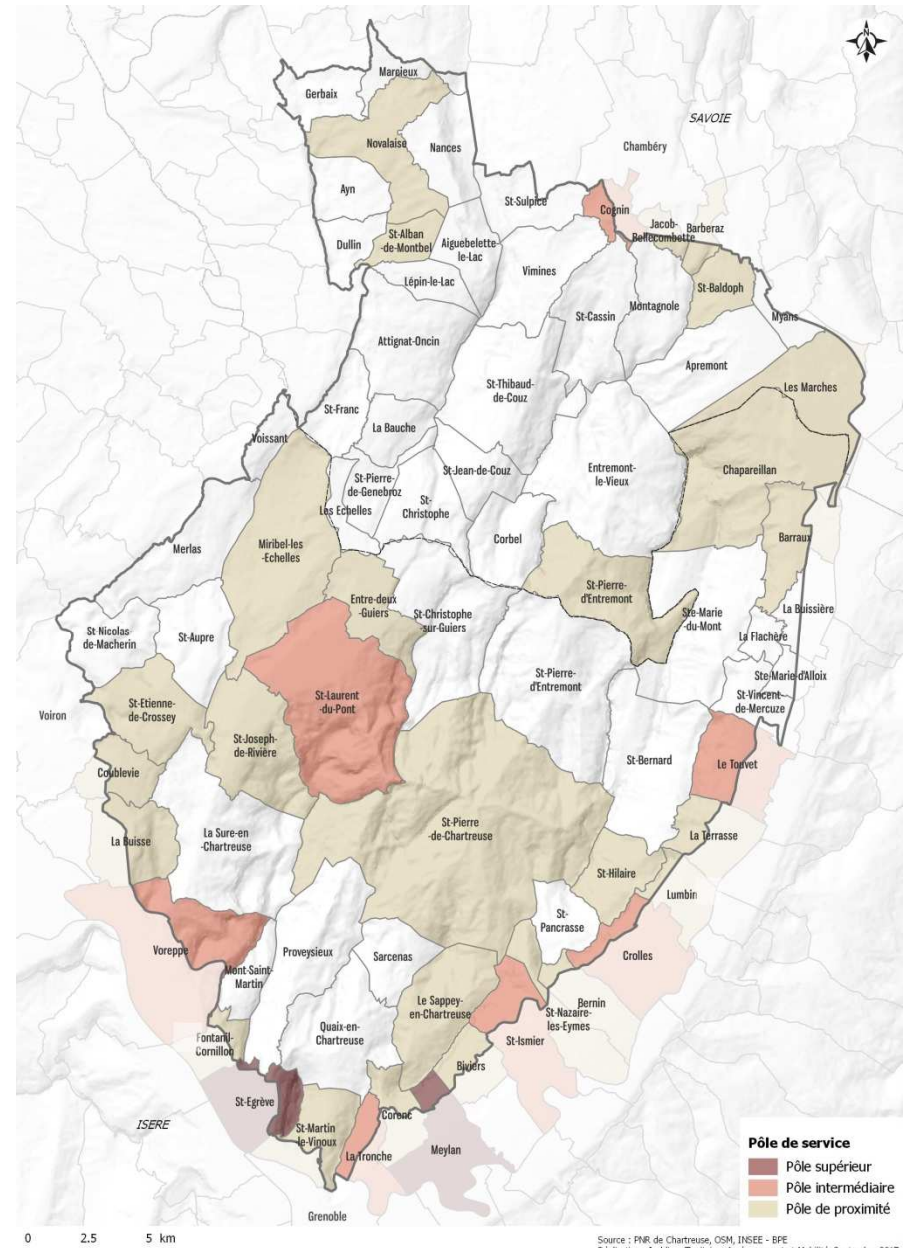 N
Marcieux
Gerbaix
SAVOIE
Novalaise
Nances
Chambéry
Ayn
St-Sulpice
Cognin
Jacob-
Bellecombette
Barberaz
Dullin
St-Alban
-de-Montbel
Aiguebelette-
le-Lac
Vimines
Lépin-le-Lac
St-Cassin
Montagnole
St-Baldoph
Myans
Attignat-Oncin
Apremont
Les Marches
St-Thibaud-
de-Couz
St-Franc
La Bauche
Voissant
Chapareillan
St-Pierre-
de-Genebroz
St-Jean-de-Couz
Entremont-
le-Vieux
Les Echelles
St-
Christophe
Corbel
Barraux
Merlas
Miribel-les
-Echelles
Entre-deux
-Guiers
St-Christophe
-sur-Guiers
St-Pierre-
d'Entremont
Ste-Marie
-du-Mont
La Buissière
St-Nicolas
de-Macherin
St-Aupre
La Flachère
St-Pierre-
d'Entremont
Ste-Marie-d'Alloix
St-Vincent-
de-Mercuze
St-Laurent
-du-Pont
Voiron
St-Etienne-
de-Crossey
St-Joseph-
de-Rivière
St-Bernard
Le Touvet
Coublevie
La Buisse
La Sure-en
-Chartreuse
St-Pierre
-de-Chartreuse
La Terrasse
St-Hilaire
Lumbin
St-
Pancrasse
Voreppe
Proveysieux
Sarcenas
Crolles
Mont-Saint-
Martin
Le Sappey
-en-Chartreuse
Bernin
St-Nazaire-
les-Eymes
Quaix-en-
Chartreuse
Fontanil-
Cornillon
St-Ismier
Biviers
St-Egrève
ISERE
St-Martin
-le-Vinoux
Corenc
La Tronche
Meylan
Grenoble
Pôle de service
Pôle supérieur
Pôle intermédiaire
Pôle de proximité
0 2.5 5 km
Source : PNR de Chartreuse, OSM, INSEE - BPE